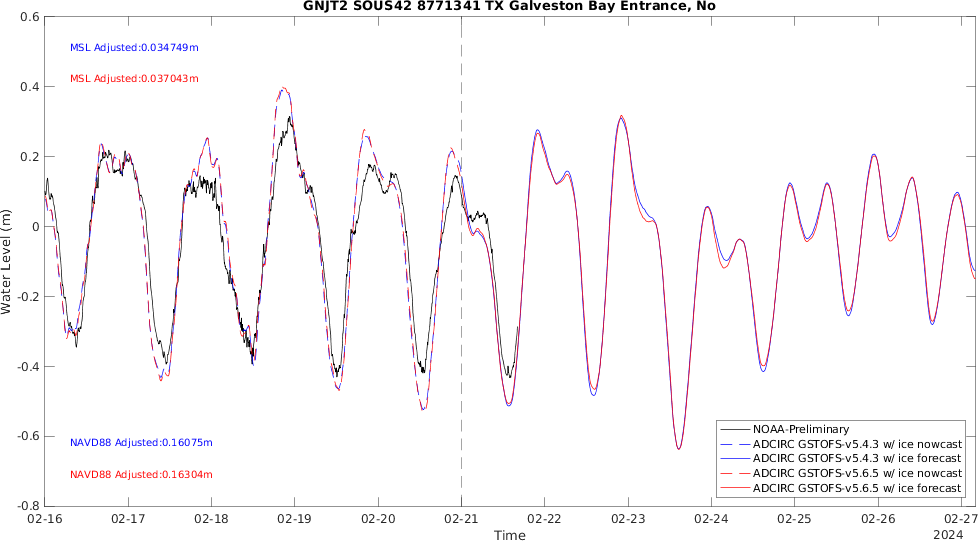 GNJT2 SOUS42 8771341 TX Galveston Bay Entrance, No
0.6
0.4
0.2
0
-0.2
-0.4
-0.6
-0.8
Water Level (m)
MSL Adjusted:0.034749m
MSL Adjusted:0.037043m
NAVD88 Adjusted:0.16075m
NAVD88 Adjusted:0.16304m
NOAA-Preliminary
ADCIRC GSTOFS-v5.4.3 w/ ice nowcast
ADCIRC GSTOFS-v5.4.3 w/ ice forecast
ADCIRC GSTOFS-v5.6.5 w/ ice nowcast
ADCIRC GSTOFS-v5.6.5 w/ ice forecast
02-16 02-17 02-18 02-19 02-20 02-21 02-22 02-23 02-24 02-25 02-26 02-27
Time
2024